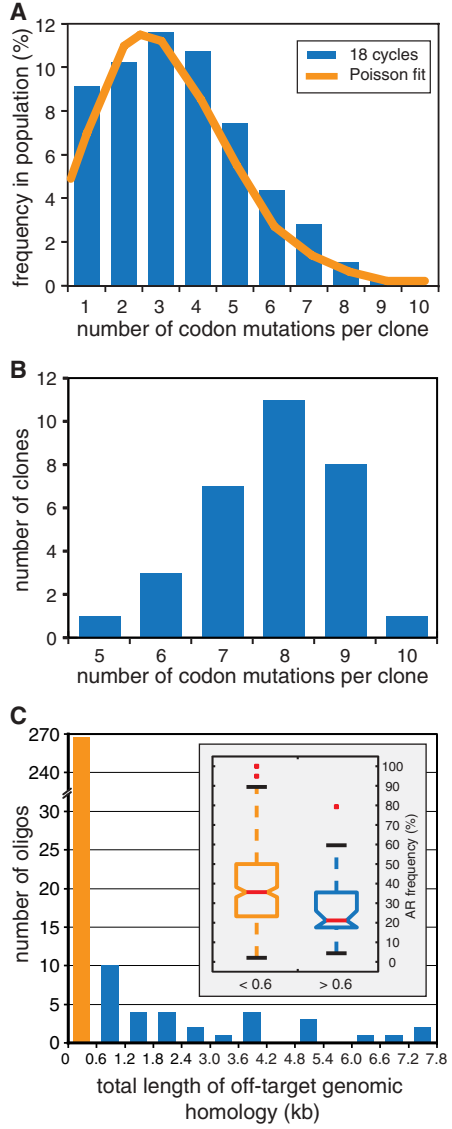 A
frequency in population (%)
12
10
8
6
4
2
0
18 cycles
Poisson fit
1 2 3 4 5 6 7 8 9 10
number of codon mutations per clone
B
number of clones
12
10
8
6
4
2
0
5 6 7 8 9 10
number of codon mutations per clone
C
number of oligos
270
240
30
25
20
15
10
5
0
100
90
80
70
60
50
40
30
20
10
0
AR frequency (%)
< 0.6 > 0.6
0 0.6 1.2 1.8 2.4 3.0 3.6 4.2 4.8 5.4 6.0 6.6 7.2 7.8
total length of off-target genomic
homology (kb)